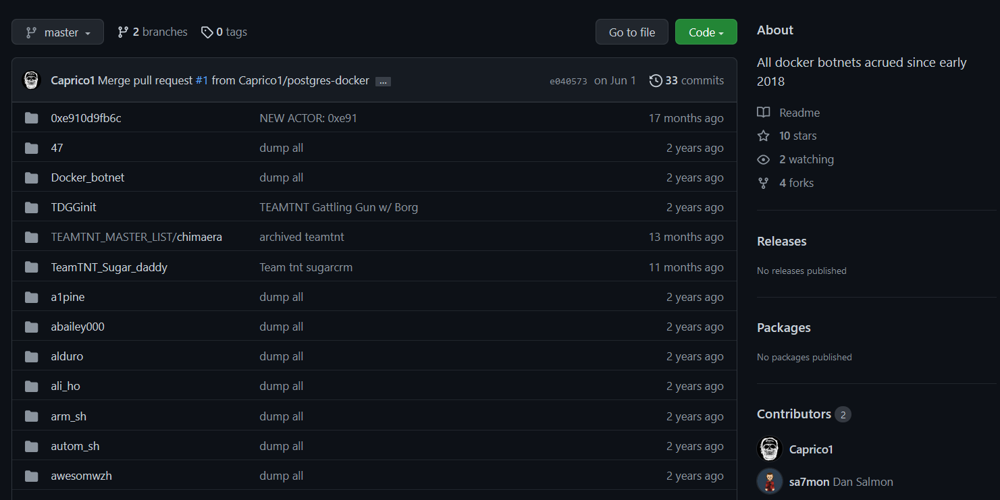 master 2 branches 0 tags Go to file Code
Caprico1 Merge pull request #1 from Caprico1/postgres-docker ... e040573 on Jun 1 33 commits
0xe910d9fb6c NEW ACTOR: 0xe91 17 months ago
47 dump all 2 years ago
Docker_botnet dump all 2 years ago
TDGGinit TEAMTNT Gattling Gun w/ Borg 2 years ago
TEAMTNT_MASTER_LIST/chimaera archived teamtnt 13 months ago
TeamTNT_Sugar_daddy Team tnt sugarcrm 11 months ago
a1pine dump all 2 years ago
abailey000 dump all 2 years ago
alduro dump all 2 years ago
ali_ho dump all 2 years ago
arm_sh dump all 2 years ago
autom_sh dump all 2 years ago
awesomwzh dump all 2 years ago
About
All docker botnets acrued since early
2018
Readme
10 stars
2 watching
4 forks
Releases
No releases published
Packages
No packages published
Contributors 2
Caprico1
sa7mon Dan Salmon